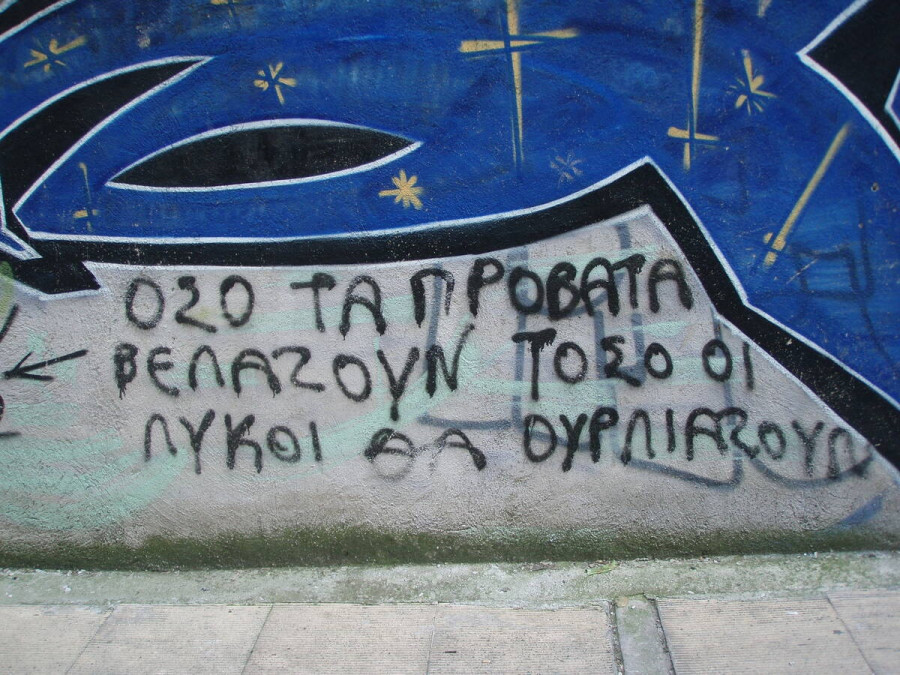 ΟΣΟ ΤΑ ΠΡΟΒΑΤΑ
ΒΕΛΑΖΟΥΝ ΤΟΣΟ ΟΙ
ΛΥΚΟΙ ΘΑ ΟΥΡΛΙΑΖΟΥΝ